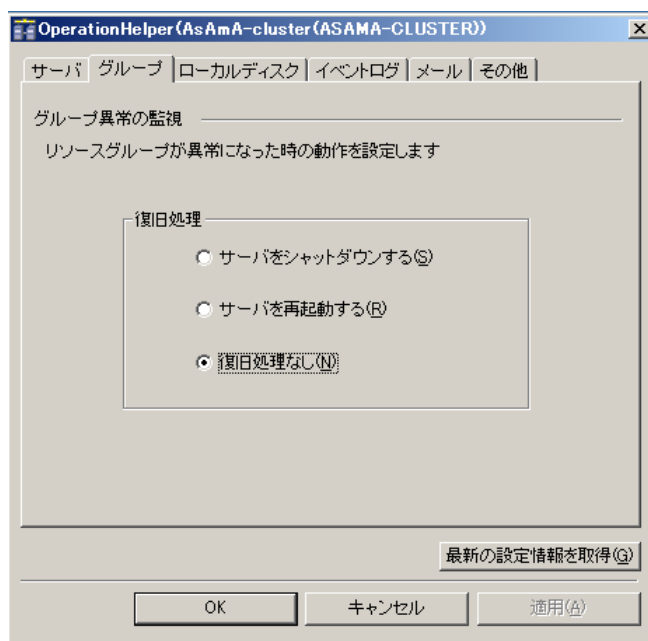 OperationHelper(AsAmA-cluster(ASAMA-CLUSTER))
サーバ グループ ローカルディスク イベントログ メール その他
グループ異常の監視
リソースグループが異常になった時の動作を設定します
復旧処理
サーバをシャットダウンする(S)
サーバを再起動する(R)
復旧処理なし(N)
最新の設定情報を取得(G)
OK キャンセル 適用(A)